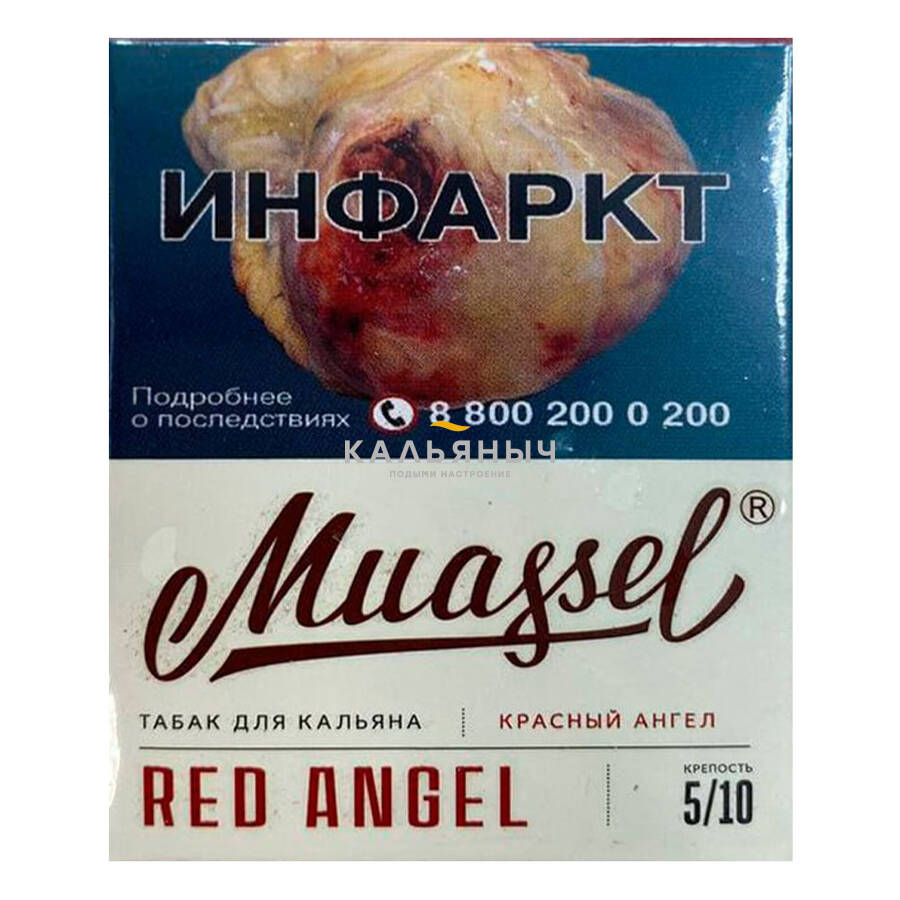 ИНФАРКТ
Подробнее
о последствиях
8 800 200 0 200
КАЛЬЯНЫЧ
ПОДЫМИ НАСТРОЕНИЕ
Muassel®
ТАБАК ДЛЯ КАЛЬЯНА
КРАСНЫЙ АНГЕЛ
RED ANGEL
КРЕПОСТЬ
5/10